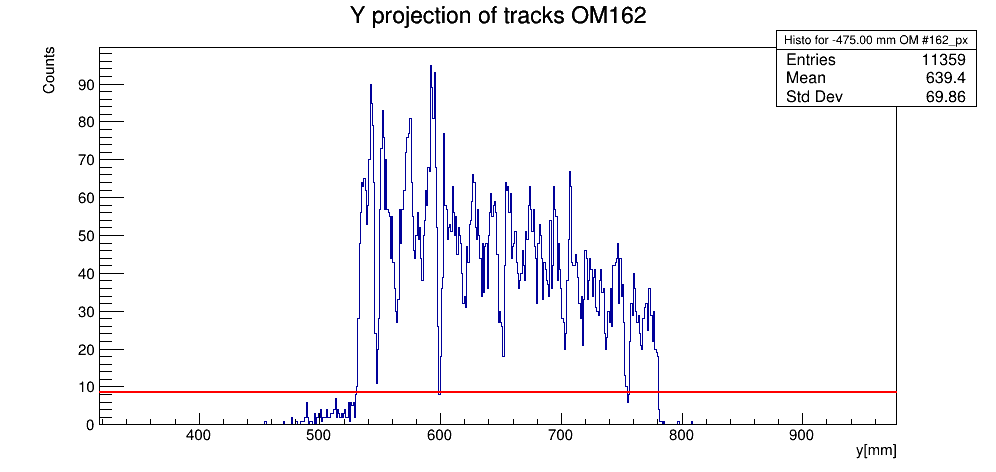 Y projection of tracks OM162
Histo for -475.00 mm OM #162_px
Entries 11359
Mean 639.4
Std Dev 69.86
Counts
90
80
70
60
50
40
30
20
10
0
400 500 600 700 800 900
y[mm]